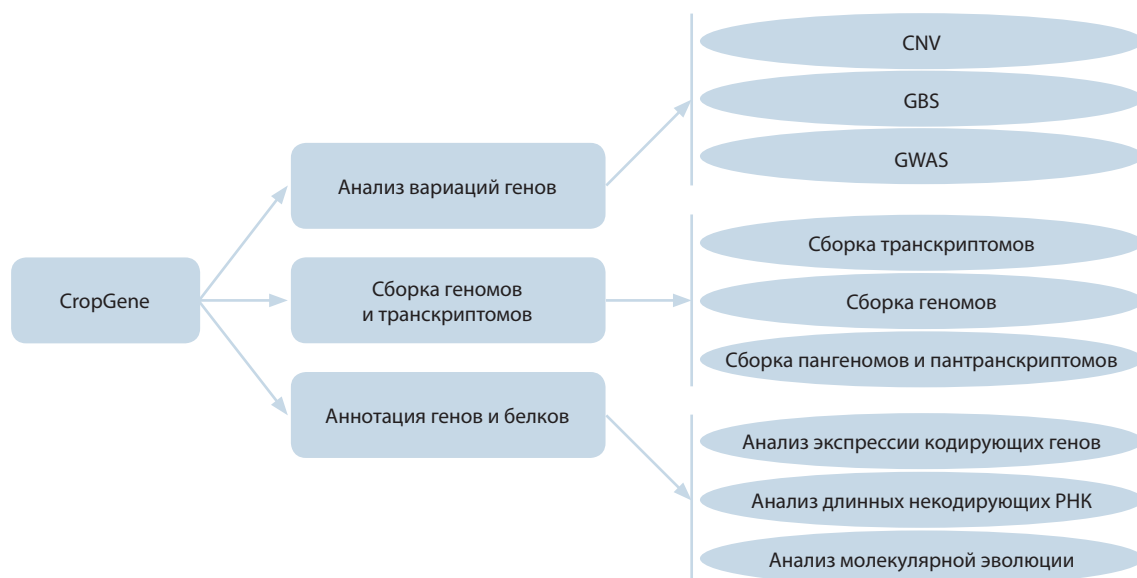 CropGene
Анализ вариаций генов
Сборка геномов
и транскриптомов
Аннотация генов и белков
CNV
GBS
GWAS
Сборка транскриптомов
Сборка геномов
Сборка пангеномов и пантранскриптомов
Анализ экспрессии кодирующих генов
Анализ длинных некодирующих РНК
Анализ молекулярной эволюции